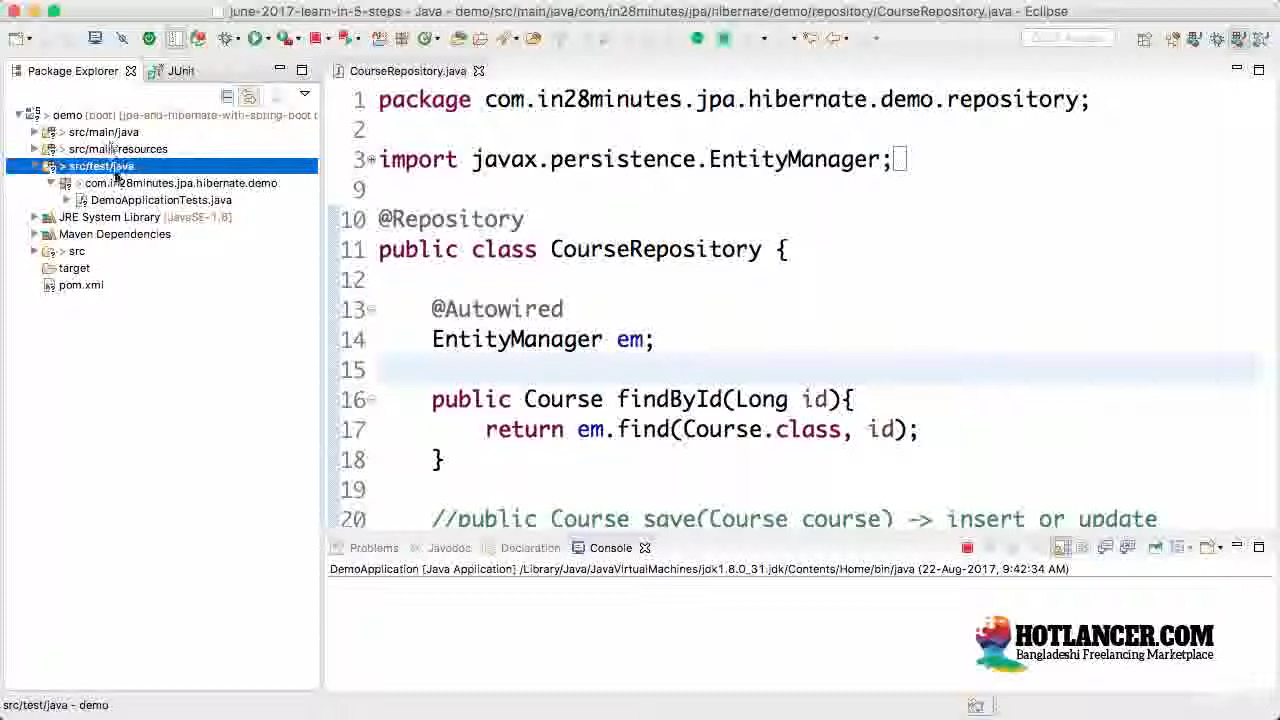 june-2017-learn-in-5-steps - Java - demo/src/main/java/com/in28minutes/jpa/hibernate/demo/repository/CourseRepository.java - Eclipse
Package Explorer
JUnit
CourseRepository.java
> demo [boot]
> src/main/java
> src/main/resources
> src/test/java
com.in28minutes.jpa.hibernate.demo
DemoApplicationTests.java
JRE System Library [JavaSE-1.8]
Maven Dependencies
> src
target
pom.xml
1 package com.in28minutes.jpa.hibernate.demo.repository;
2
3 import javax.persistence.EntityManager;
9
10 @Repository
11 public class CourseRepository {
12
13 @Autowired
14 EntityManager em;
15
16 public Course findById(Long id){
17 return em.find(Course.class, id);
18 }
19
20 //public Course save(Course course) -> insert or update
Problems Javadoc Declaration Console
DemoApplication [Java Application] /Library/Java/JavaVirtualMachines/jdk1.8.0_31.jdk/Contents/Home/bin/java (22-Aug-2017, 9:42:34 AM)
HOTLANCER.COM
Bangladeshi Freelancing Marketplace
src/test/java - demo